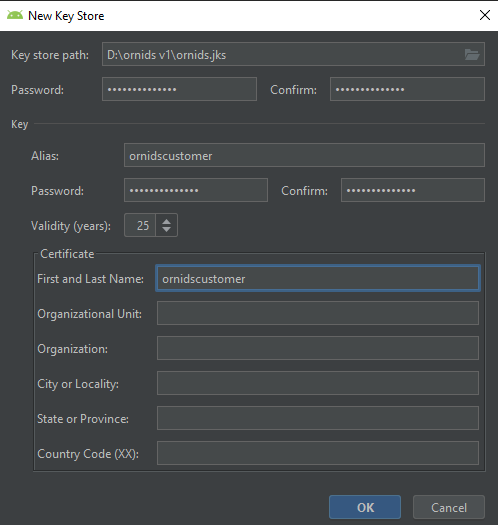 New Key Store
Key store path: D:\ornids v1\ornids.jks
Password: •••••••••••••• Confirm: ••••••••••••••
Key
Alias: ornidscustomer
Password: •••••••••••••• Confirm: ••••••••••••••
Validity (years): 25
Certificate
First and Last Name: ornidscustomer
Organizational Unit:
Organization:
City or Locality:
State or Province:
Country Code (XX):
OK Cancel